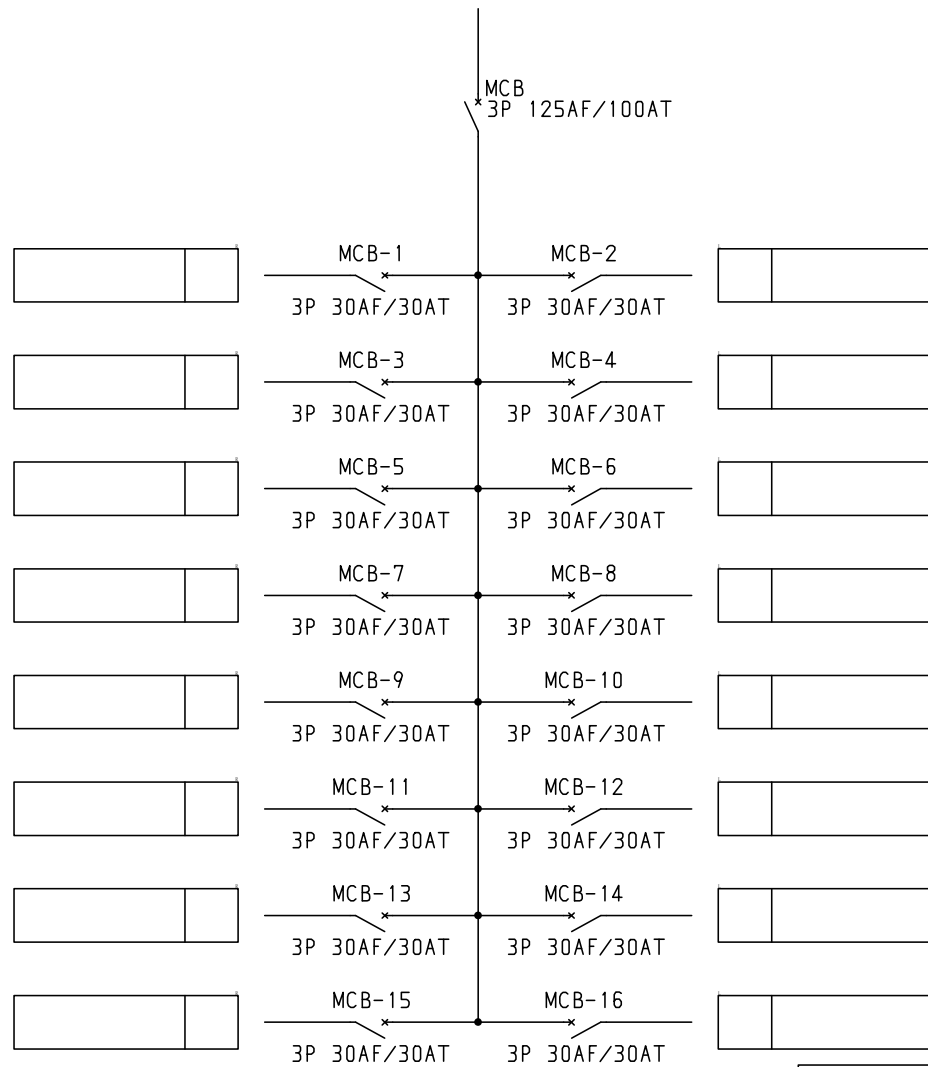 MCB
3P 125AF/100AT
MCB-1 MCB-2
3P 30AF/30AT 3P 30AF/30AT
MCB-3 MCB-4
3P 30AF/30AT 3P 30AF/30AT
MCB-5 MCB-6
3P 30AF/30AT 3P 30AF/30AT
MCB-7 MCB-8
3P 30AF/30AT 3P 30AF/30AT
MCB-9 MCB-10
3P 30AF/30AT 3P 30AF/30AT
MCB-11 MCB-12
3P 30AF/30AT 3P 30AF/30AT
MCB-13 MCB-14
3P 30AF/30AT 3P 30AF/30AT
MCB-15 MCB-16
3P 30AF/30AT 3P 30AF/30AT